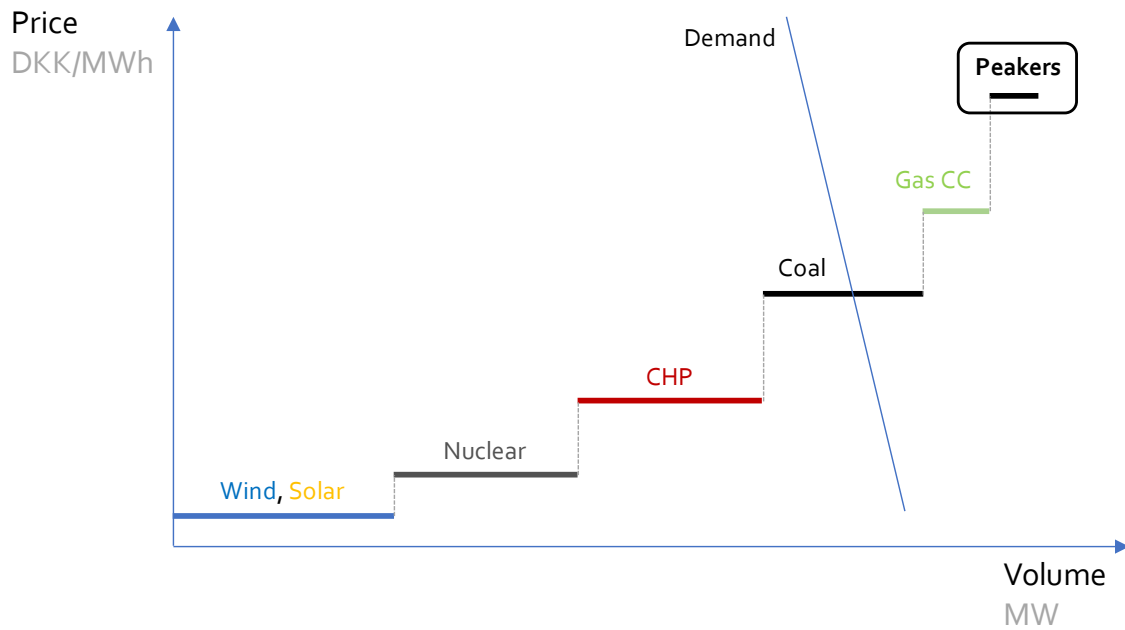 Price
DKK/MWh
Demand
Peakers
Gas CC
Coal
CHP
Nuclear
Wind, Solar
Volume
MW